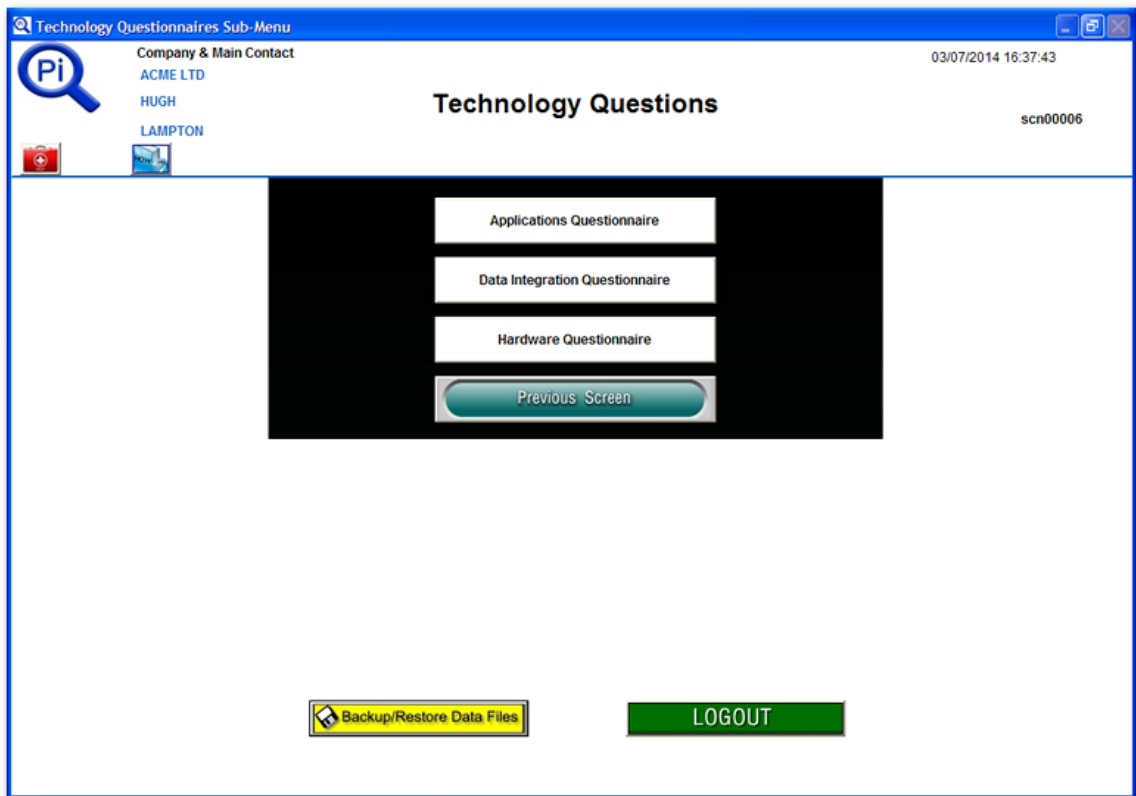 Technology Questionnaires Sub-Menu
Pi
Company & Main Contact
ACME LTD
HUGH
LAMPTON
Technology Questions
03/07/2014 16:37:43
scn00006
Applications Questionnaire
Data Integration Questionnaire
Hardware Questionnaire
Previous Screen
Backup/Restore Data Files
LOGOUT